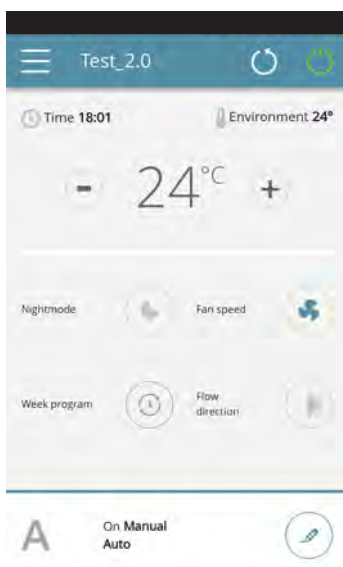 Test_2.0
Time 18:01 Environment 24°
- 24°C +
Nightmode Fan speed
Week program Flow
direction
A On Manual
Auto